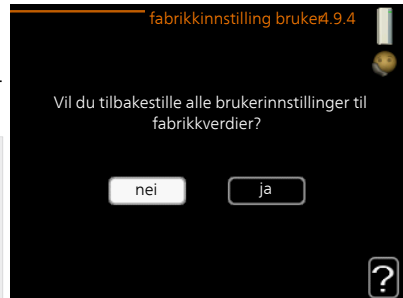 fabrikkinnstilling bruker4.9.4
Vil du tilbakestille alle brukerinnstillinger til
fabrikkverdier?
nei
ja
?